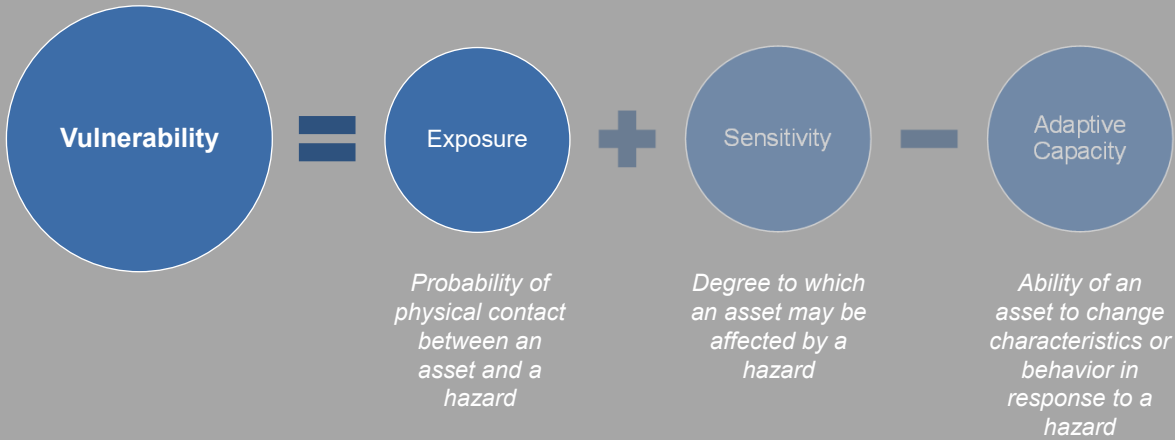 Vulnerability
=
Exposure
+
Sensitivity
−
Adaptive
Capacity
Probability of
physical contact
between an
asset and a
hazard
Degree to which
an asset may be
affected by a
hazard
Ability of an
asset to change
characteristics or
behavior in
response to a
hazard